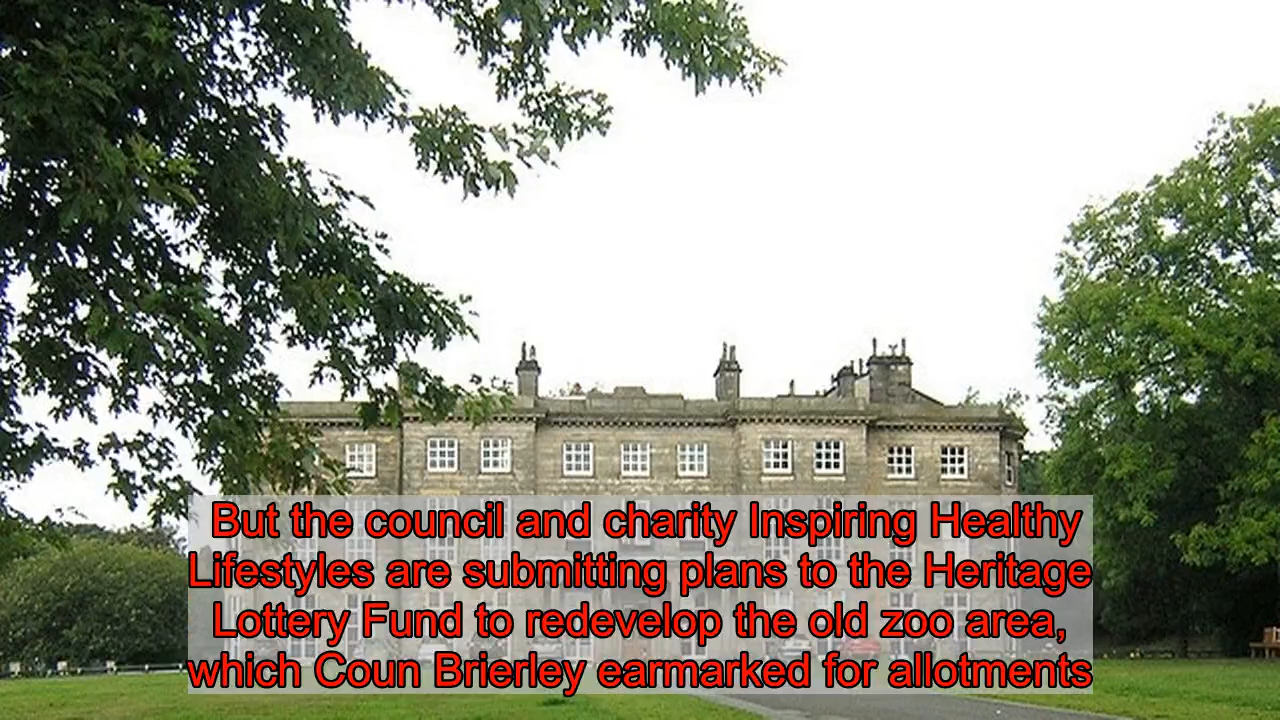 But the council and charity Inspiring Healthy
Lifestyles are submitting plans to the Heritage
Lottery Fund to redevelop the old zoo area,
which Coun Brierley earmarked for allotments